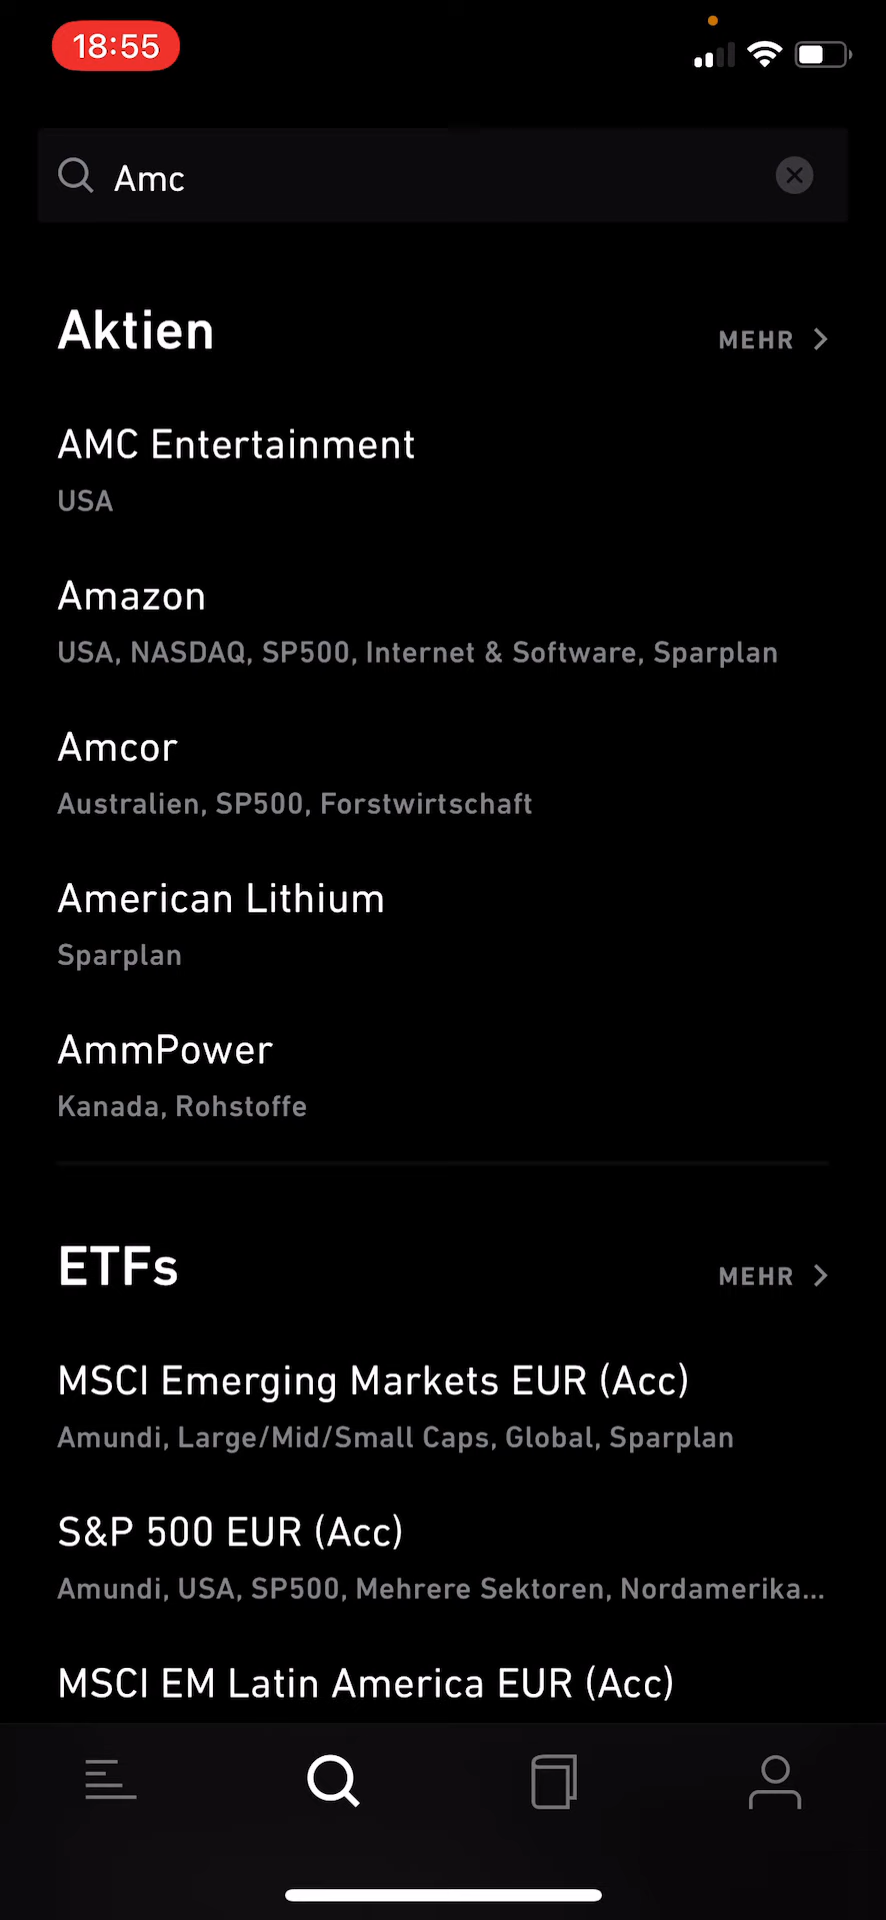 18:55
Amc
Aktien
MEHR
AMC Entertainment
USA
Amazon
USA, NASDAQ, SP500, Internet & Software, Sparplan
Amcor
Australien, SP500, Forstwirtschaft
American Lithium
Sparplan
AmmPower
Kanada, Rohstoffe
ETFs
MEHR
MSCI Emerging Markets EUR (Acc)
Amundi, Large/Mid/Small Caps, Global, Sparplan
S&P 500 EUR (Acc)
Amundi, USA, SP500, Mehrere Sektoren, Nordamerika...
MSCI EM Latin America EUR (Acc)